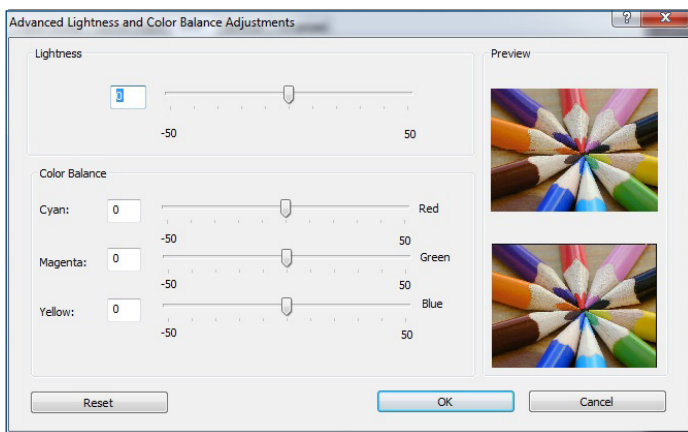 Advanced Lightness and Color Balance Adjustments
Lightness
0
-50 50
Color Balance
Cyan: 0 Red
-50 50
Magenta: 0 Green
-50 50
Yellow: 0 Blue
-50 50
Preview
Reset OK Cancel